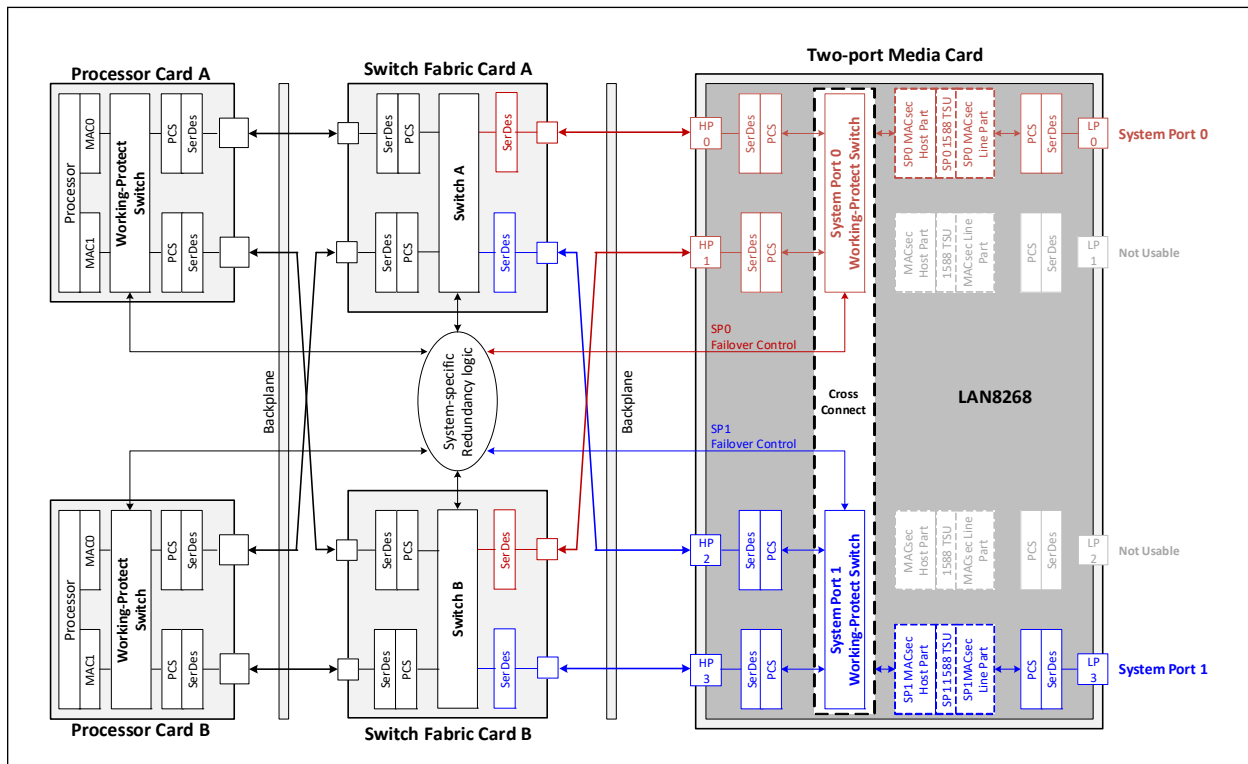 Processor Card A
Processor
MAC0
MAC1
Working-Protect
Switch
PCS
SerDes
PCS
SerDes
Backplane
Switch Fabric Card A
SerDes
PCS
SerDes
PCS
Switch A
SerDes
SerDes
System-specific
Redundancy logic
Backplane
Two-port Media Card
HP
0
SerDes
PCS
HP
1
SerDes
PCS
System Port 0
Working-Protect Switch
SP0 MACsec
Host Part
SP0 1588 TSU
SP0 MACsec
Line Part
PCS
SerDes
LP
0
System Port 0
MACsec
Host Part
1588 TSU
MACsec Line
Part
PCS
SerDes
LP
1
Not Usable
SP0
Failover Control
Cross
Connect
LAN8268
SP1
Failover Control
Processor
MAC0
MAC1
Working-Protect
Switch
PCS
SerDes
PCS
SerDes
Processor Card B
SerDes
PCS
SerDes
PCS
Switch B
SerDes
SerDes
Switch Fabric Card B
HP
2
SerDes
PCS
HP
3
SerDes
PCS
System Port 1
Working-Protect Switch
MACsec
Host Part
1588 TSU
MACsec Line
Part
PCS
SerDes
LP
2
Not Usable
SP1 MACsec
Host Part
SP1 1588 TSU
SP1MACsec
Line Part
PCS
SerDes
LP
3
System Port 1